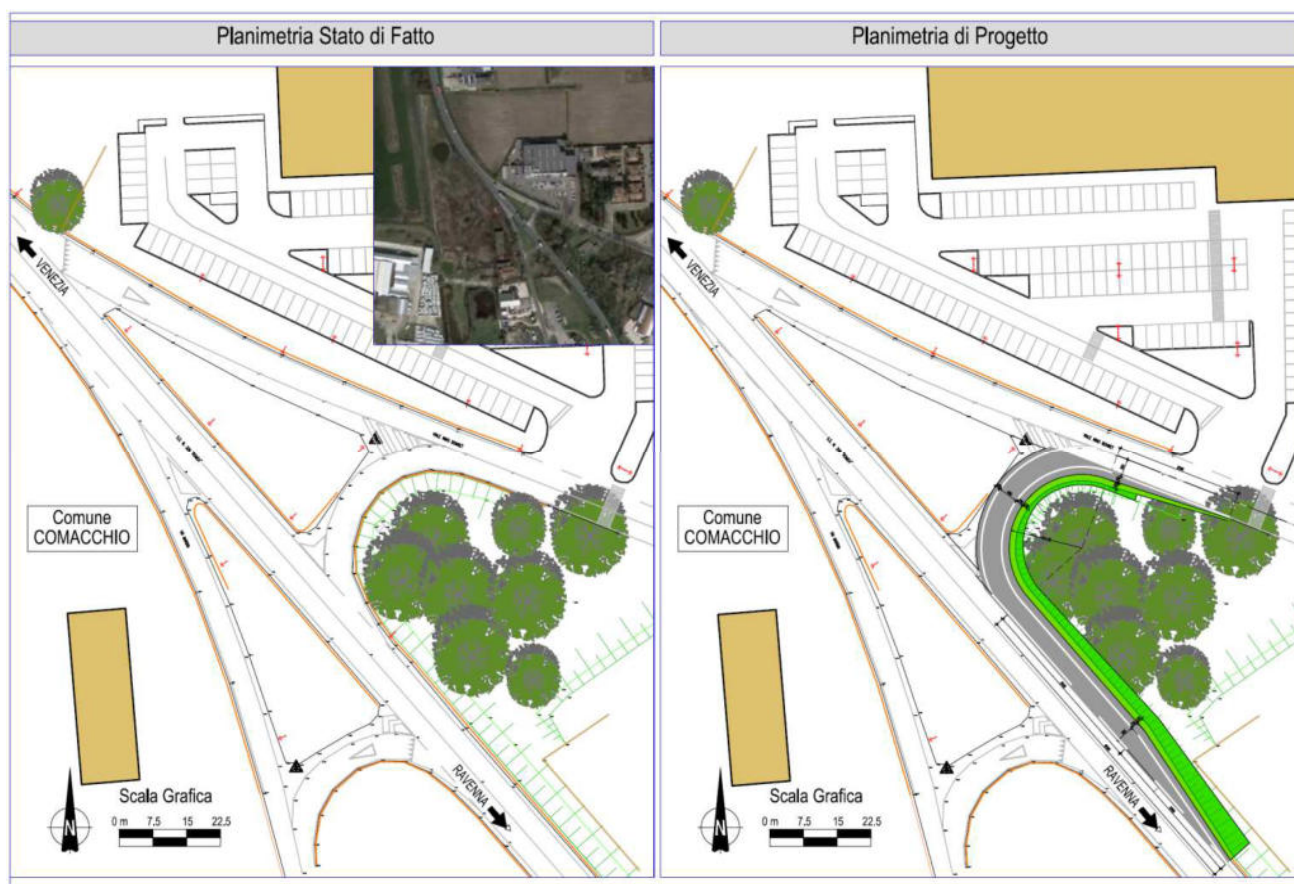 Planimetria Stato di Fatto
VENEZIA
Comune
COMACCHIO
RAVENNA
Scala Grafica
0 m 7,5 15 22,5
N
Planimetria di Progetto
VENEZIA
Comune
COMACCHIO
RAVENNA
Scala Grafica
0 m 7,5 15 22,5
N